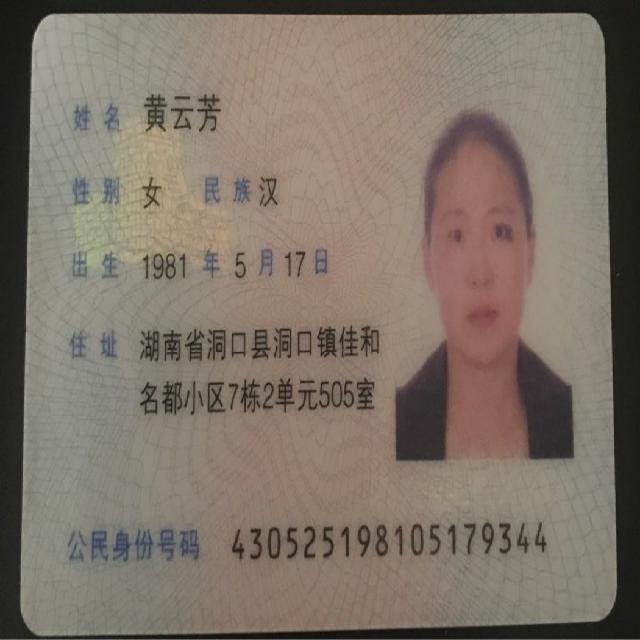 姓名 黄云芳
性别 女 民族 汉
出生 1981 年 5 月 17 日
住址 湖南省洞口县洞口镇佳和
名都小区7栋2单元505室
公民身份号码 430525198105179344